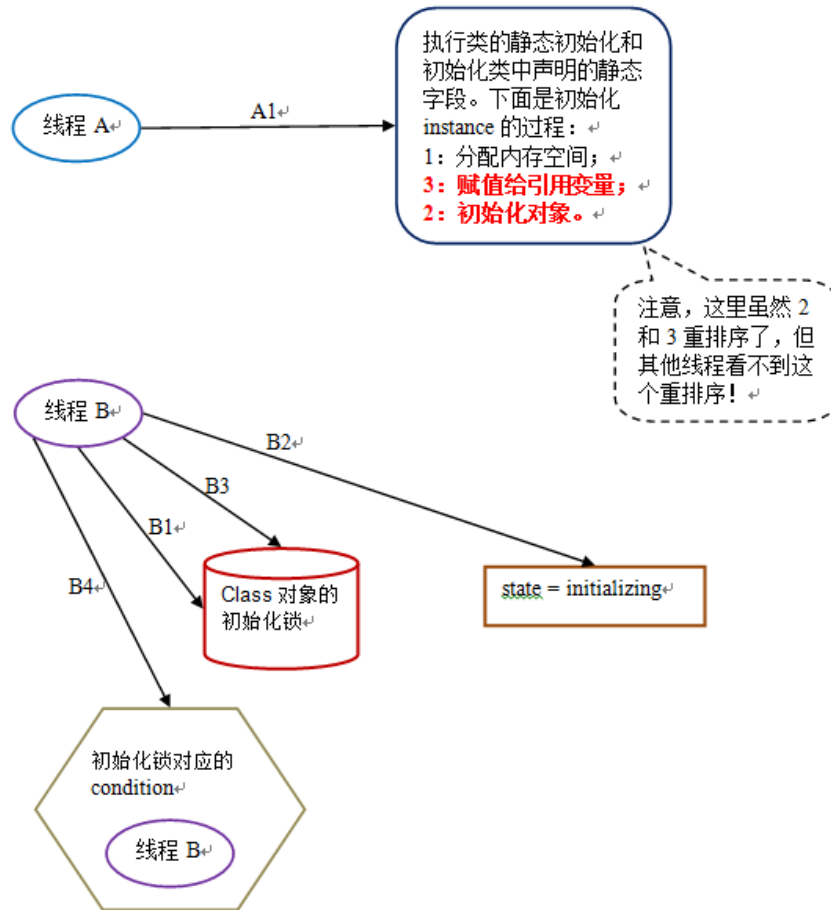 线程 A↵
A1↵
执行类的静态初始化和
初始化类中声明的静态
字段。下面是初始化
instance 的过程：↵
1：分配内存空间；↵
3：赋值给引用变量；↵
2：初始化对象。↵
注意，这里虽然 2
和 3 重排序了，但
其他线程看不到这
个重排序！↵
线程 B↵
B2↵
B3
B1↵
B4↵
Class 对象的
初始化锁↵
state = initializing↵
初始化锁对应的
condition↵
线程 B↵